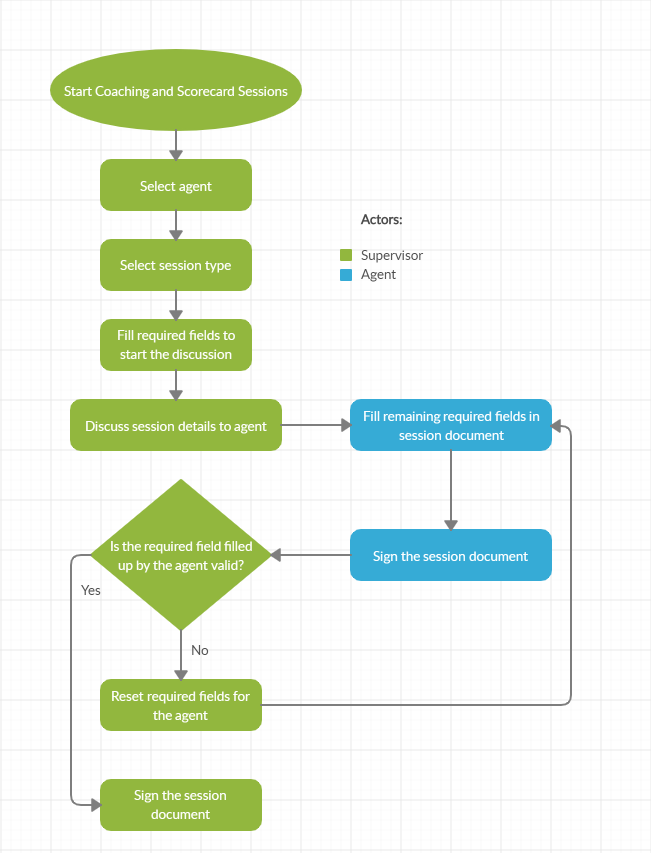 Start Coaching and Scorecard Sessions
Select agent
Actors:
Supervisor
Agent
Select session type
Fill required fields to
start the discussion
Discuss session details to agent
Fill remaining required fields in
session document
Sign the session document
Is the required field filled
up by the agent valid?
Yes
No
Reset required fields for
the agent
Sign the session
document